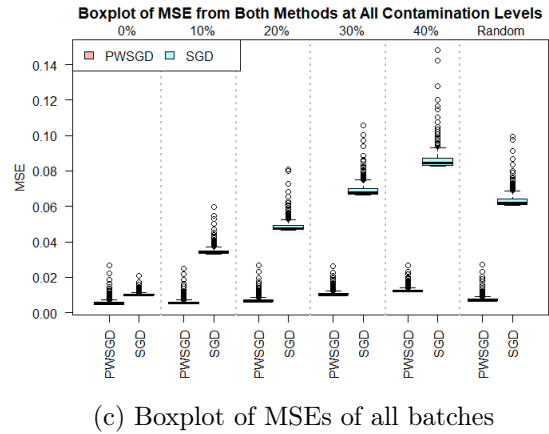 Boxplot of MSE from Both Methods at All Contamination Levels
0% 10% 20% 30% 40% Random
PWSGD SGD
MSE
0.14
0.12
0.10
0.08
0.06
0.04
0.02
0.00
PWSGD SGD PWSGD SGD PWSGD SGD PWSGD SGD PWSGD SGD PWSGD SGD
(c) Boxplot of MSEs of all batches